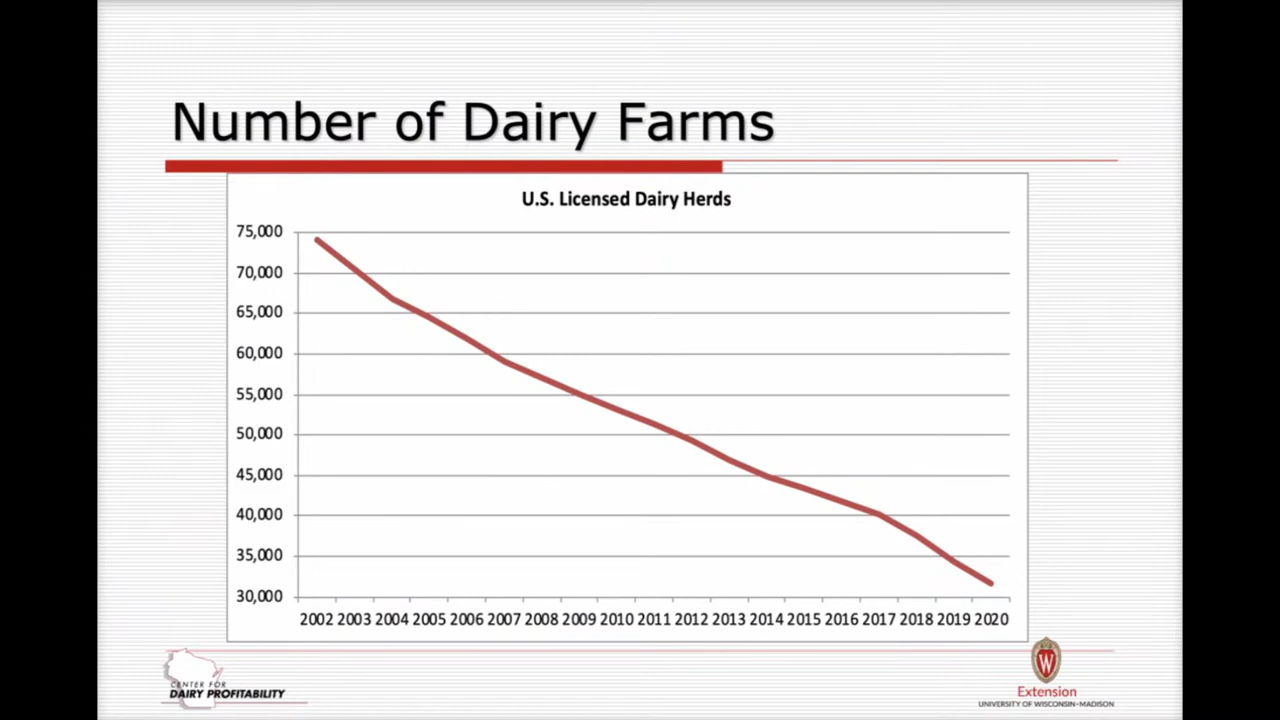 Number of Dairy Farms
U.S. Licensed Dairy Herds
75,000
70,000
65,000
60,000
55,000
50,000
45,000
40,000
35,000
30,000
2002 2003 2004 2005 2006 2007 2008 2009 2010 2011 2012 2013 2014 2015 2016 2017 2018 2019 2020
CENTER FOR
DAIRY PROFITABILITY
W
Extension
UNIVERSITY OF WISCONSIN-MADISON